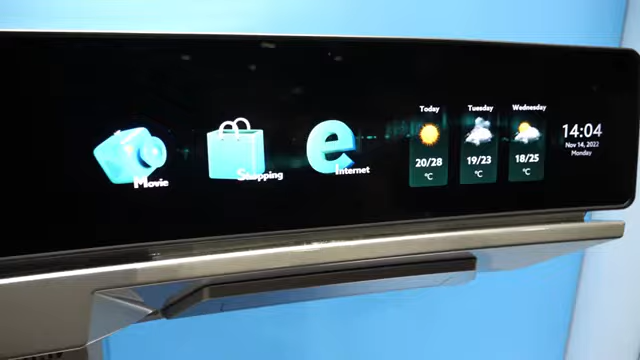 Movie
Shopping
Internet
Today
20/28
°C
Tuesday
19/23
°C
Wednesday
18/25
°C
14:04
Nov 14, 2022
Monday